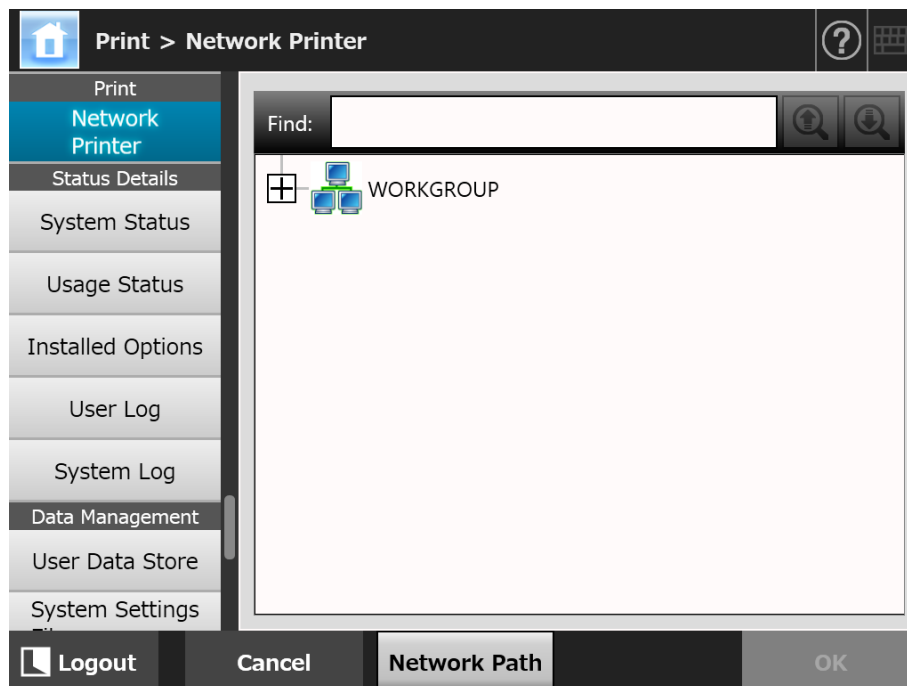 Print > Network Printer
?
Print
Network
Printer
Status Details
System Status
Usage Status
Installed Options
User Log
System Log
Data Management
User Data Store
System Settings
Find:
WORKGROUP
Logout
Cancel
Network Path
OK